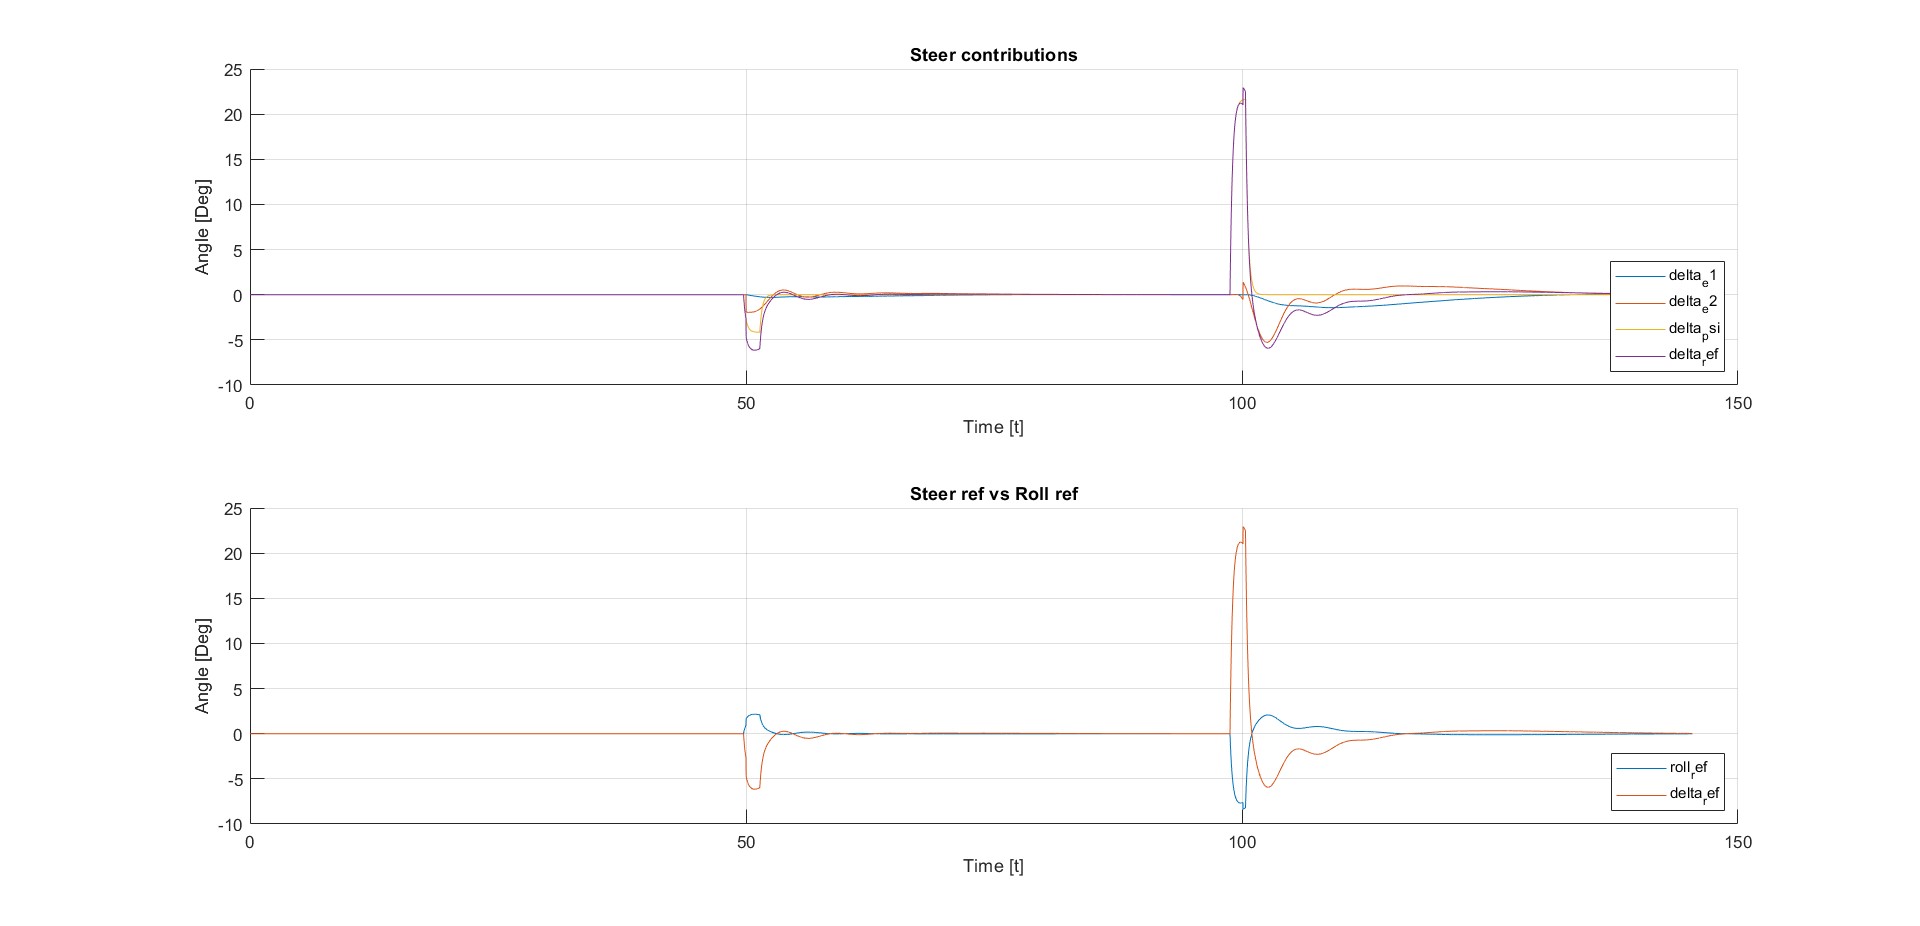 Steer contributions
25
20
15
10
5
0
-5
-10
Angle [Deg]
0 50 100 150
Time [t]
delta_e1
delta_e2
delta_psi
delta_ref
Steer ref vs Roll ref
25
20
15
10
5
0
-5
-10
Angle [Deg]
0 50 100 150
Time [t]
roll_ref
delta_ref